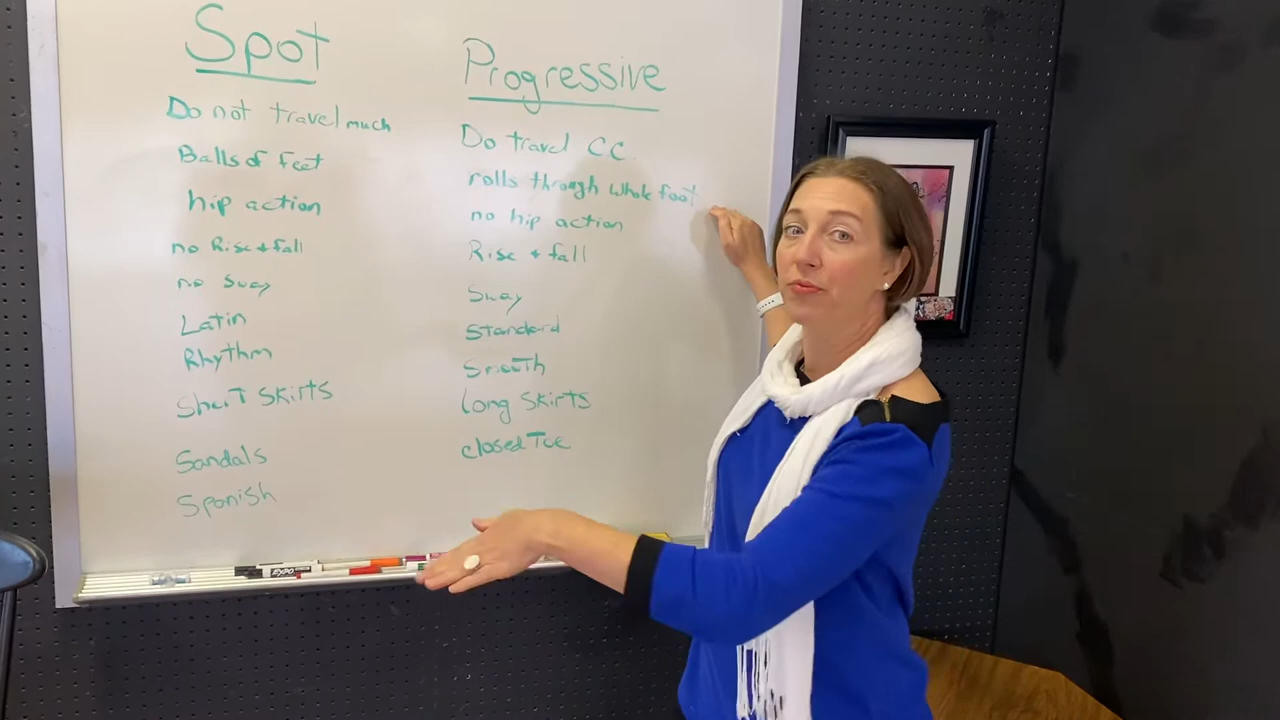 Spot
Do not travel much
Balls of feet
hip action
no Rise + fall
no sway
Latin
Rhythm
Short Skirts
Sandals
Spanish
Progressive
Do travel CC
rolls through whole foot
no hip action
Rise + fall
Sway
Standard
Smooth
long Skirts
closed Toe
EXPO